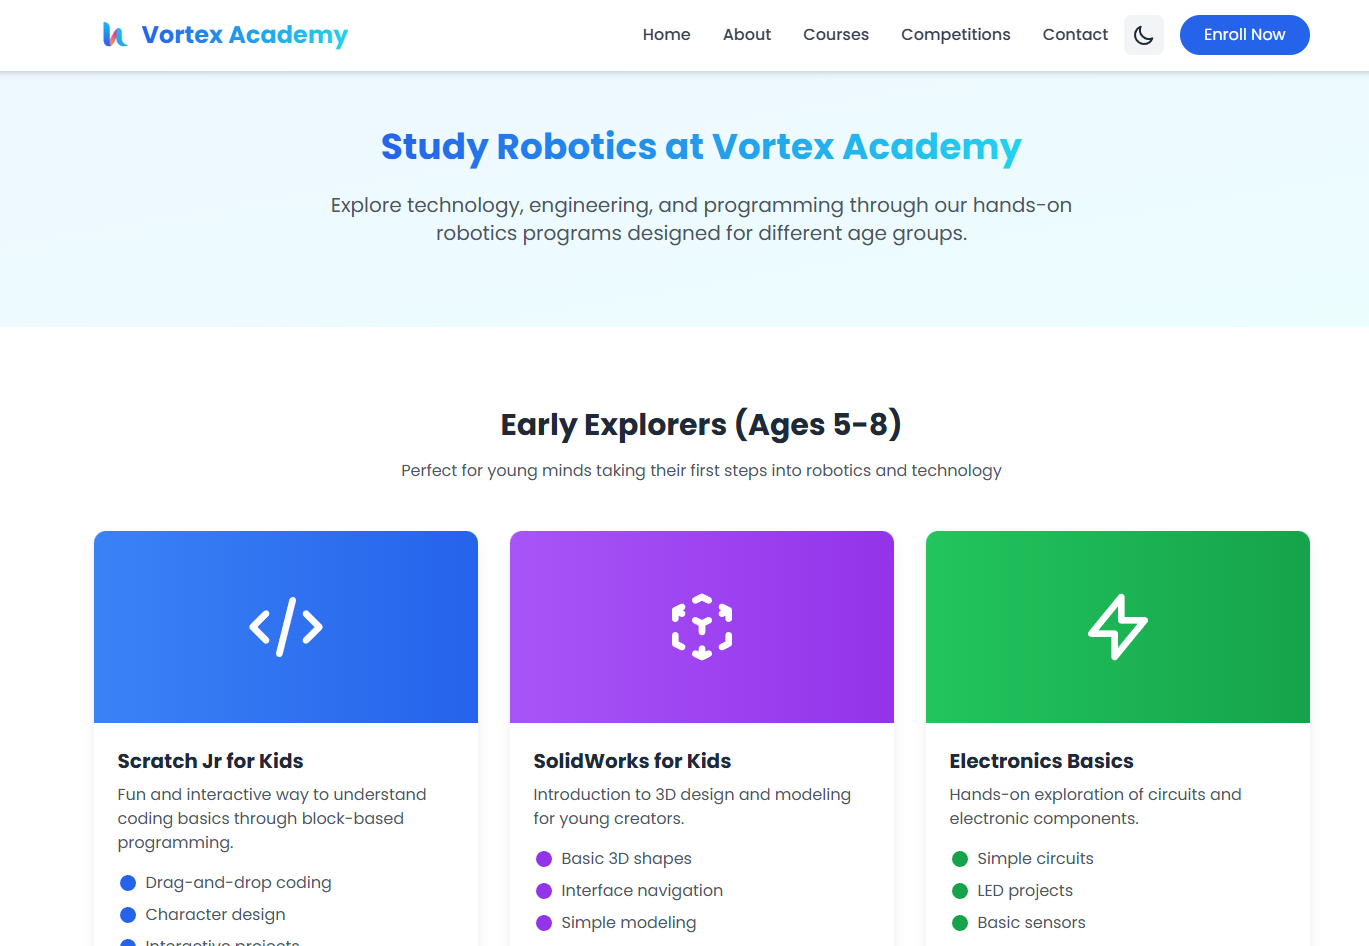 Vortex Academy
Home About Courses Competitions Contact Enroll Now
Study Robotics at Vortex Academy
Explore technology, engineering, and programming through our hands-on
robotics programs designed for different age groups.
Early Explorers (Ages 5-8)
Perfect for young minds taking their first steps into robotics and technology
Scratch Jr for Kids
Fun and interactive way to understand
coding basics through block-based
programming.
Drag-and-drop coding
Character design
Interactive projects
SolidWorks for Kids
Introduction to 3D design and modeling
for young creators.
Basic 3D shapes
Interface navigation
Simple modeling
Electronics Basics
Hands-on exploration of circuits and
electronic components.
Simple circuits
LED projects
Basic sensors